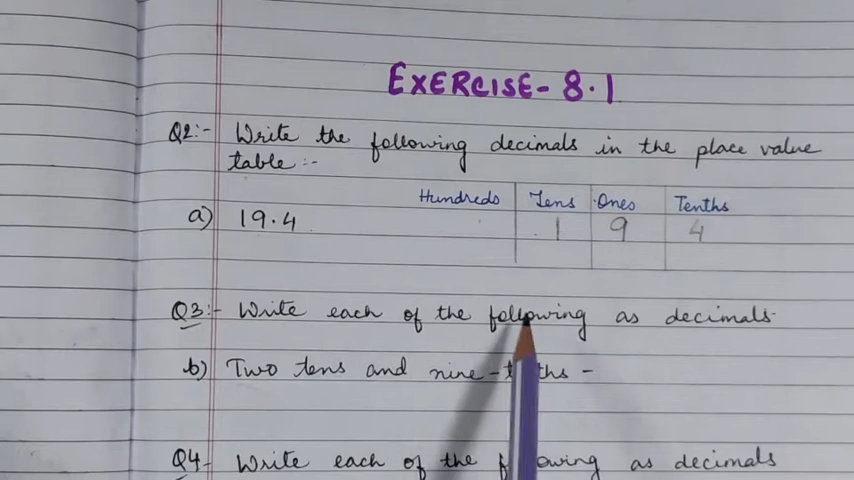 EXERCISE- 8.1
Q2:- Write the following decimals in the place value
table :-
Hundreds Tens Ones Tenths
a) 19.4 1 9 4
Q3:- Write each of the following as decimals.
b) Two tens and nine-tenths -
Q4- Write each of the following as decimals